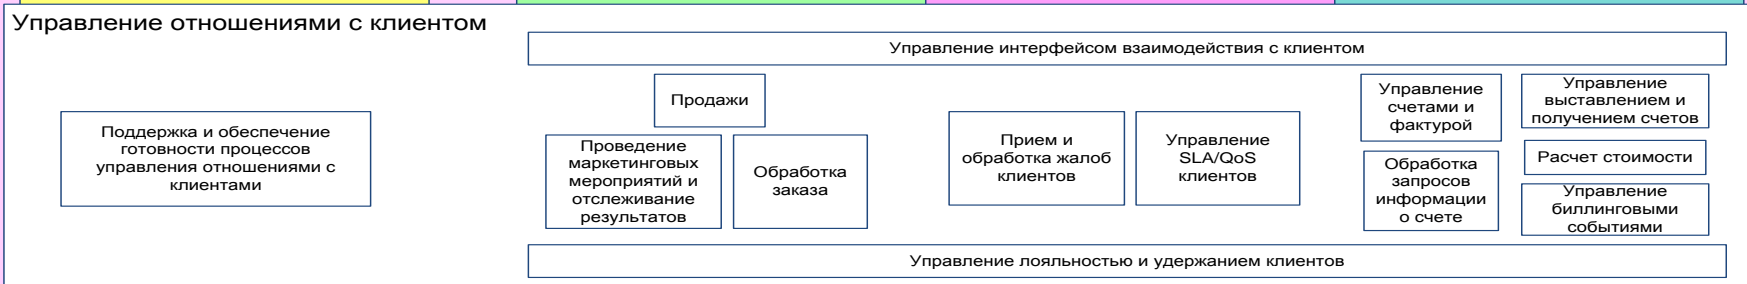 Управление отношениями с клиентом
Управление интерфейсом взаимодействия с клиентом
Поддержка и обеспечение
готовности процессов
управления отношениями с
клиентами
Продажи
Проведение
маркетинговых
мероприятий и
отслеживание
результатов
Обработка
заказа
Прием и
обработка жалоб
клиентов
Управление
SLA/QoS
клиентов
Управление
счетами и
фактурой
Обработка
запросов
информации
о счете
Управление
выставлением и
получением счетов
Расчет стоимости
Управление
биллинговыми
событиями
Управление лояльностью и удержанием клиентов